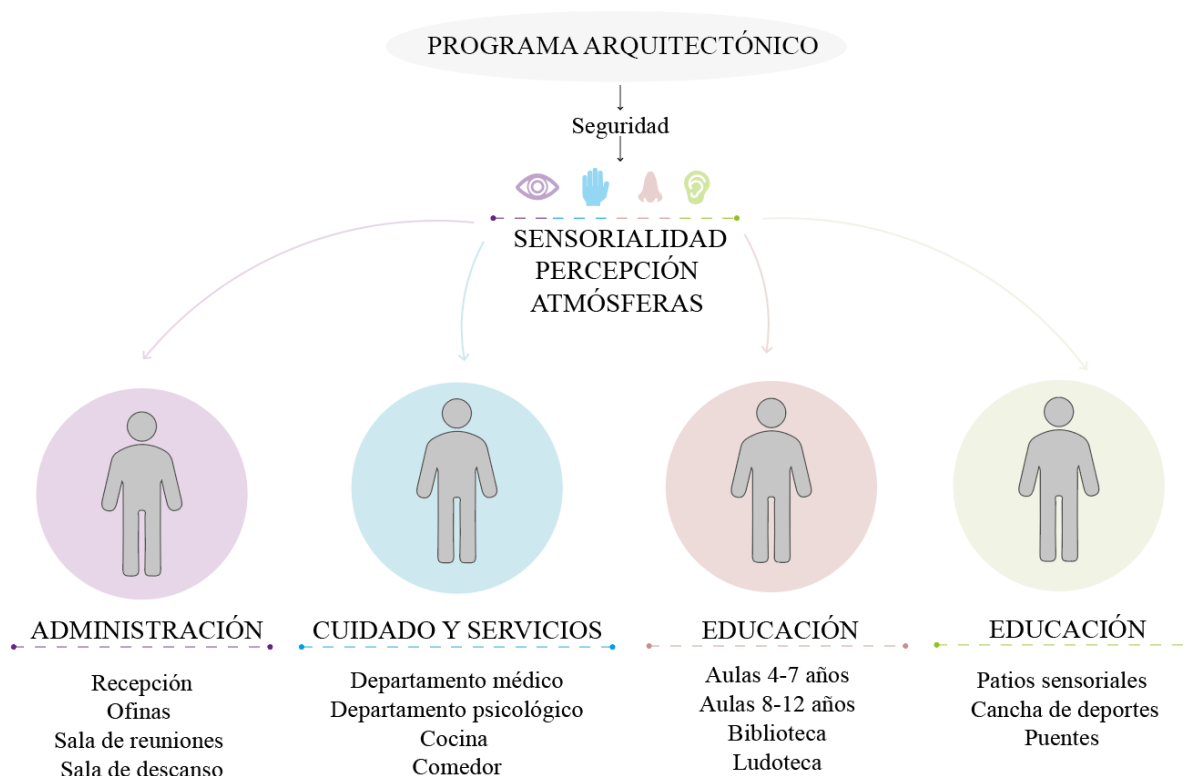 PROGRAMA ARQUITECTÓNICO
Seguridad
SENSORIALIDAD
PERCEPCIÓN
ATMÓSFERAS
ADMINISTRACIÓN
Recepción
Ofinas
Sala de reuniones
Sala de descanso
CUIDADO Y SERVICIOS
Departamento médico
Departamento psicológico
Cocina
Comedor
EDUCACIÓN
Aulas 4-7 años
Aulas 8-12 años
Biblioteca
Ludoteca
EDUCACIÓN
Patios sensoriales
Cancha de deportes
Puentes